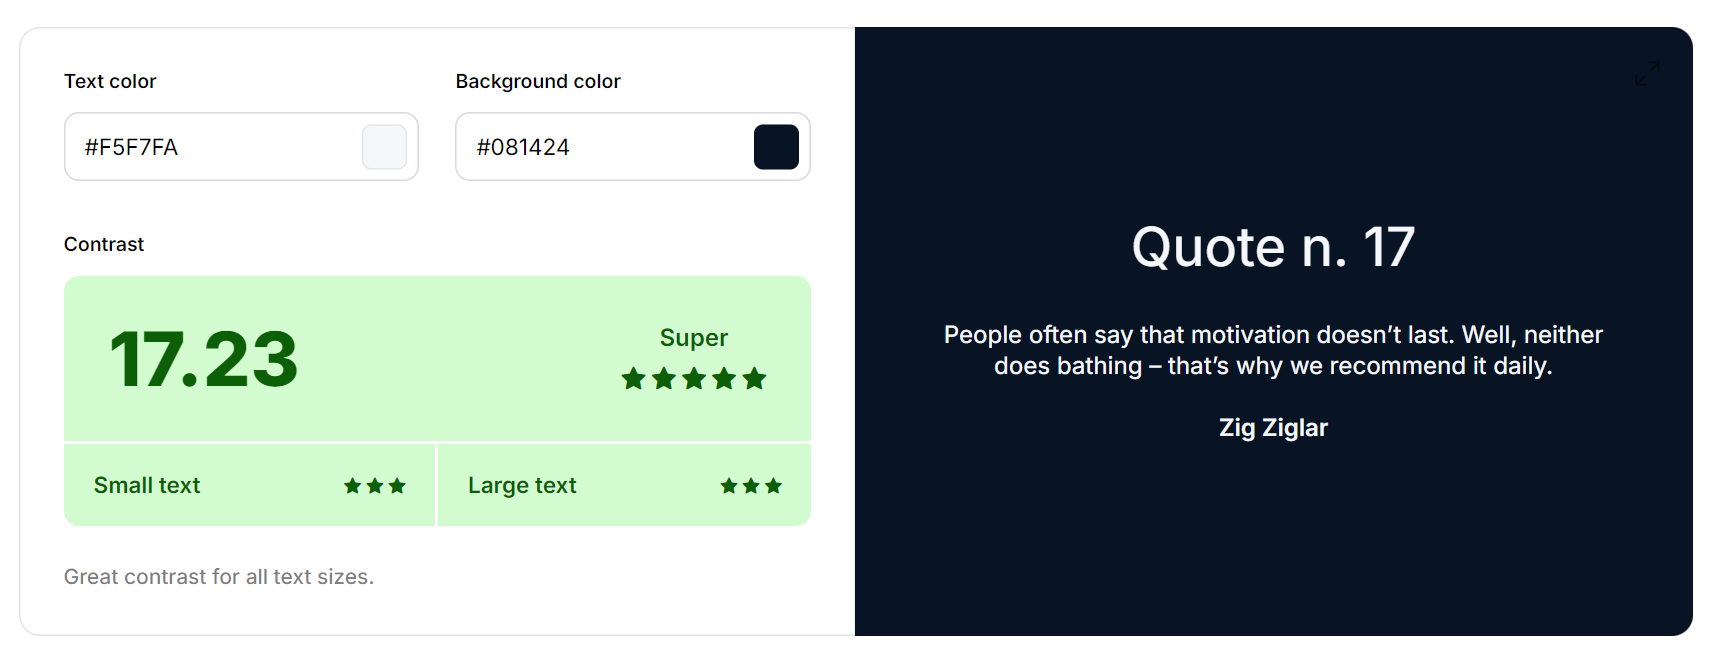 Text color
Background color
#F5F7FA
#081424
Contrast
17.23
Super
Small text
Large text
Great contrast for all text sizes.
Quote n. 17
People often say that motivation doesn’t last. Well, neither
does bathing – that’s why we recommend it daily.
Zig Ziglar